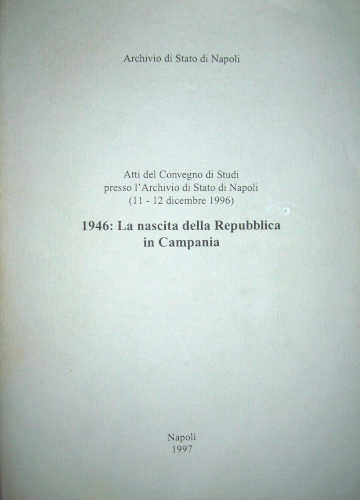 Archivio di Stato di Napoli
Atti del Convegno di Studi
presso l'Archivio di Stato di Napoli
(11 - 12 dicembre 1996)
1946: La nascita della Repubblica
in Campania
Napoli
1997